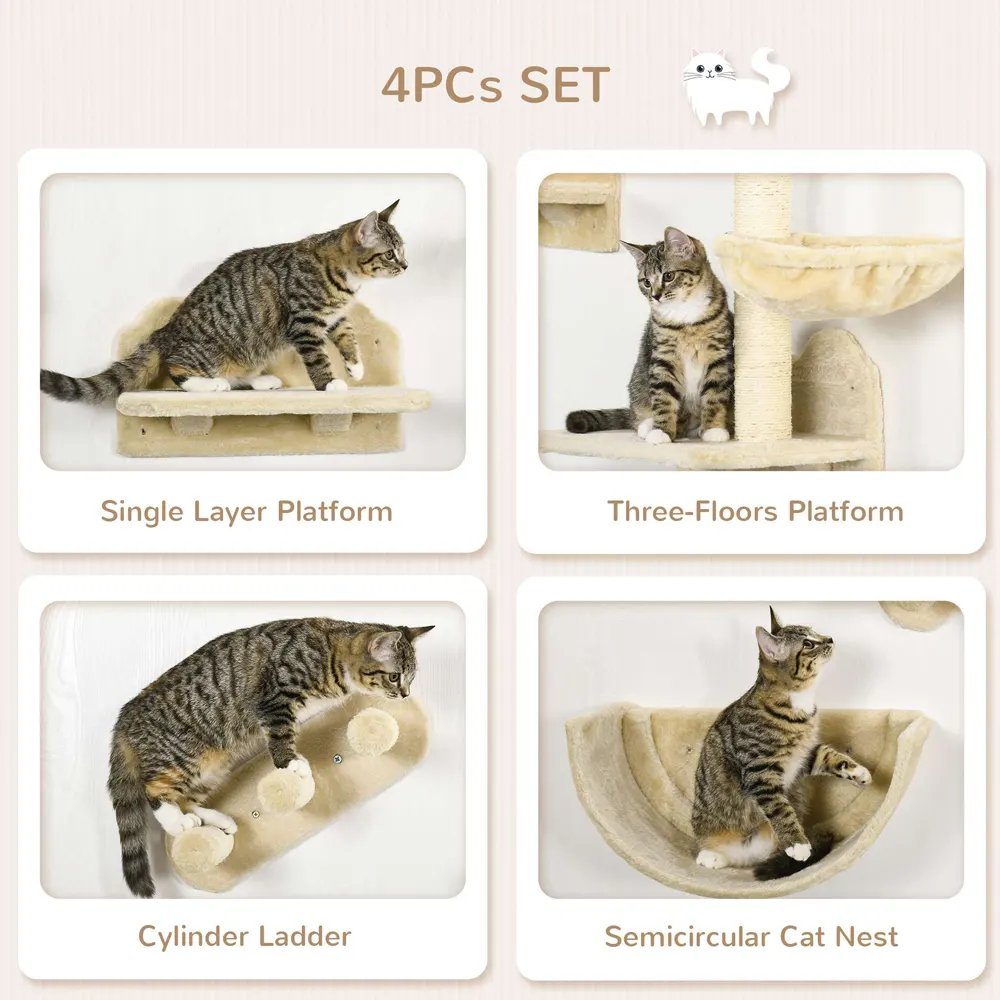 4PCs SET
Single Layer Platform
Three-Floors Platform
Cylinder Ladder
Semicircular Cat Nest